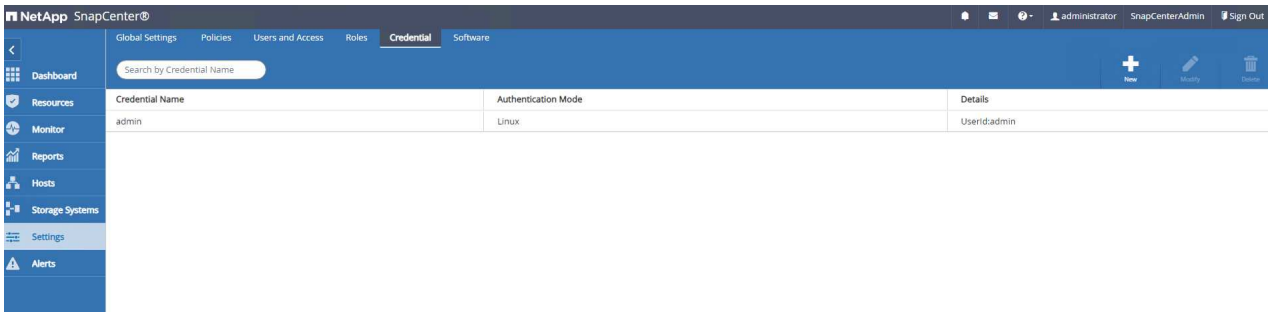 NetApp SnapCenter®
administrator SnapCenterAdmin Sign Out
Global Settings Policies Users and Access Roles Credential Software
Search by Credential Name
New Modify Delete
Dashboard
Resources
Monitor
Reports
Hosts
Storage Systems
Settings
Alerts
Credential Name Authentication Mode Details
admin Linux UserId:admin